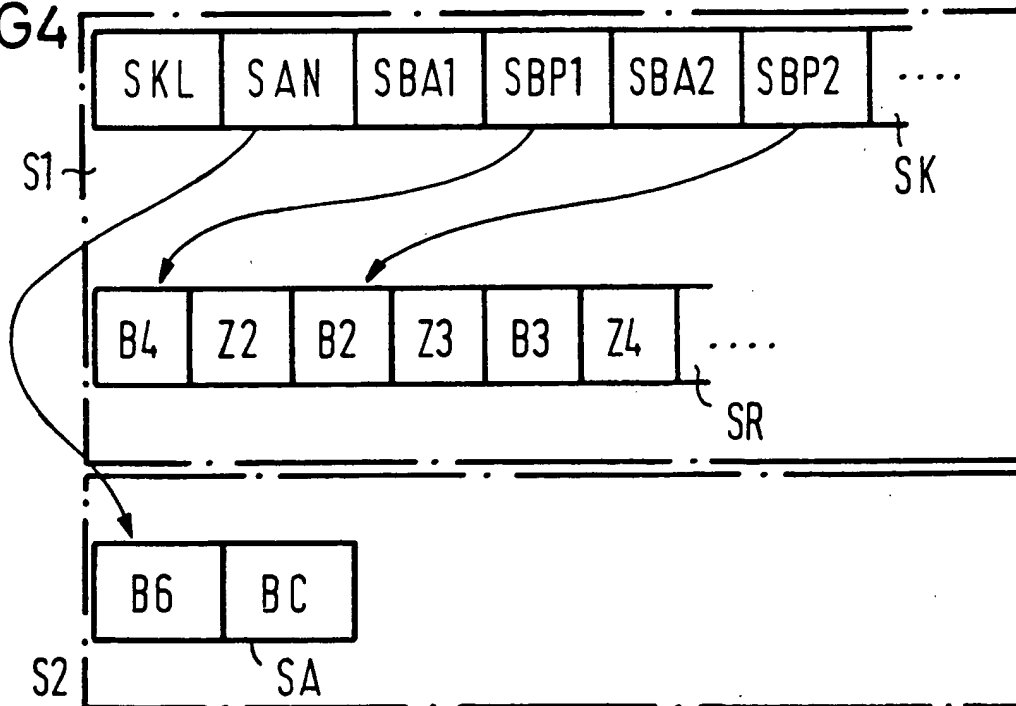 G4
SKL SAN SBA1 SBP1 SBA2 SBP2 ....
S1
SK
B4 Z2 B2 Z3 B3 Z4 ....
SR
B6 BC
S2 SA